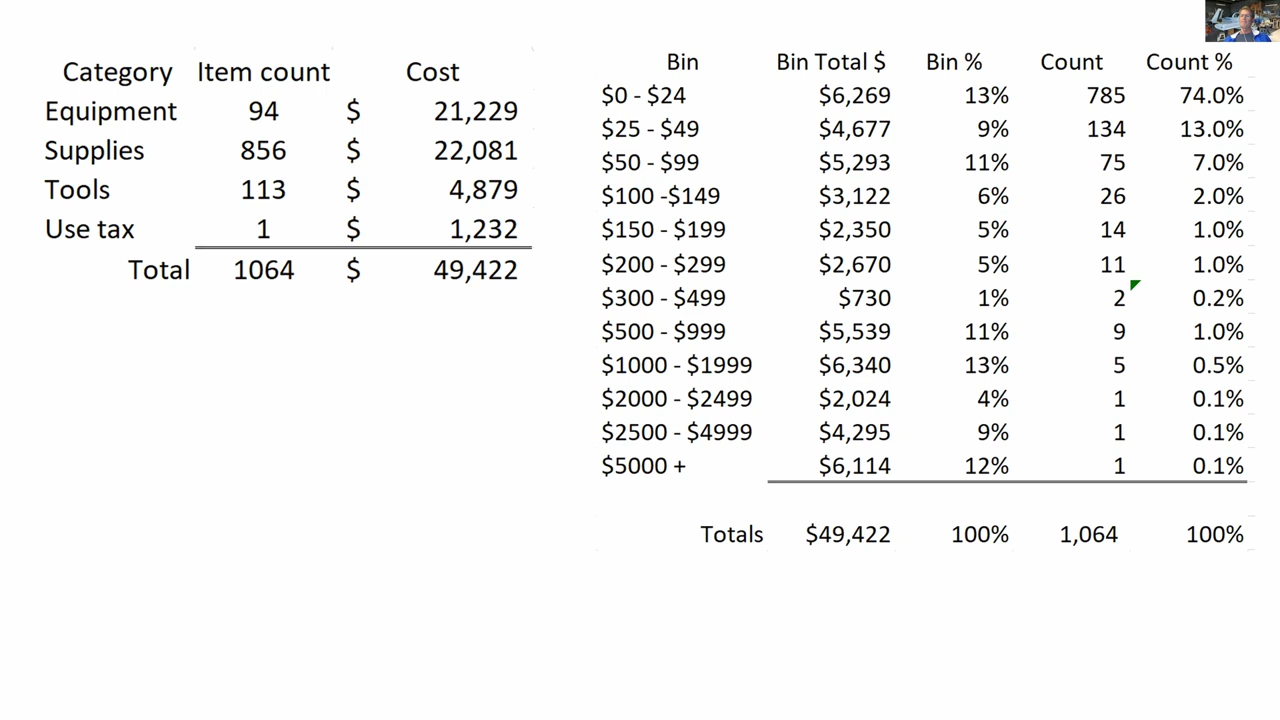 Category Item count Cost
Equipment 94 $ 21,229
Supplies 856 $ 22,081
Tools 113 $ 4,879
Use tax 1 $ 1,232
Total 1064 $ 49,422
Bin Bin Total $ Bin % Count Count %
$0 - $24 $6,269 13% 785 74.0%
$25 - $49 $4,677 9% 134 13.0%
$50 - $99 $5,293 11% 75 7.0%
$100 -$149 $3,122 6% 26 2.0%
$150 - $199 $2,350 5% 14 1.0%
$200 - $299 $2,670 5% 11 1.0%
$300 - $499 $730 1% 2 0.2%
$500 - $999 $5,539 11% 9 1.0%
$1000 - $1999 $6,340 13% 5 0.5%
$2000 - $2499 $2,024 4% 1 0.1%
$2500 - $4999 $4,295 9% 1 0.1%
$5000 + $6,114 12% 1 0.1%
Totals $49,422 100% 1,064 100%